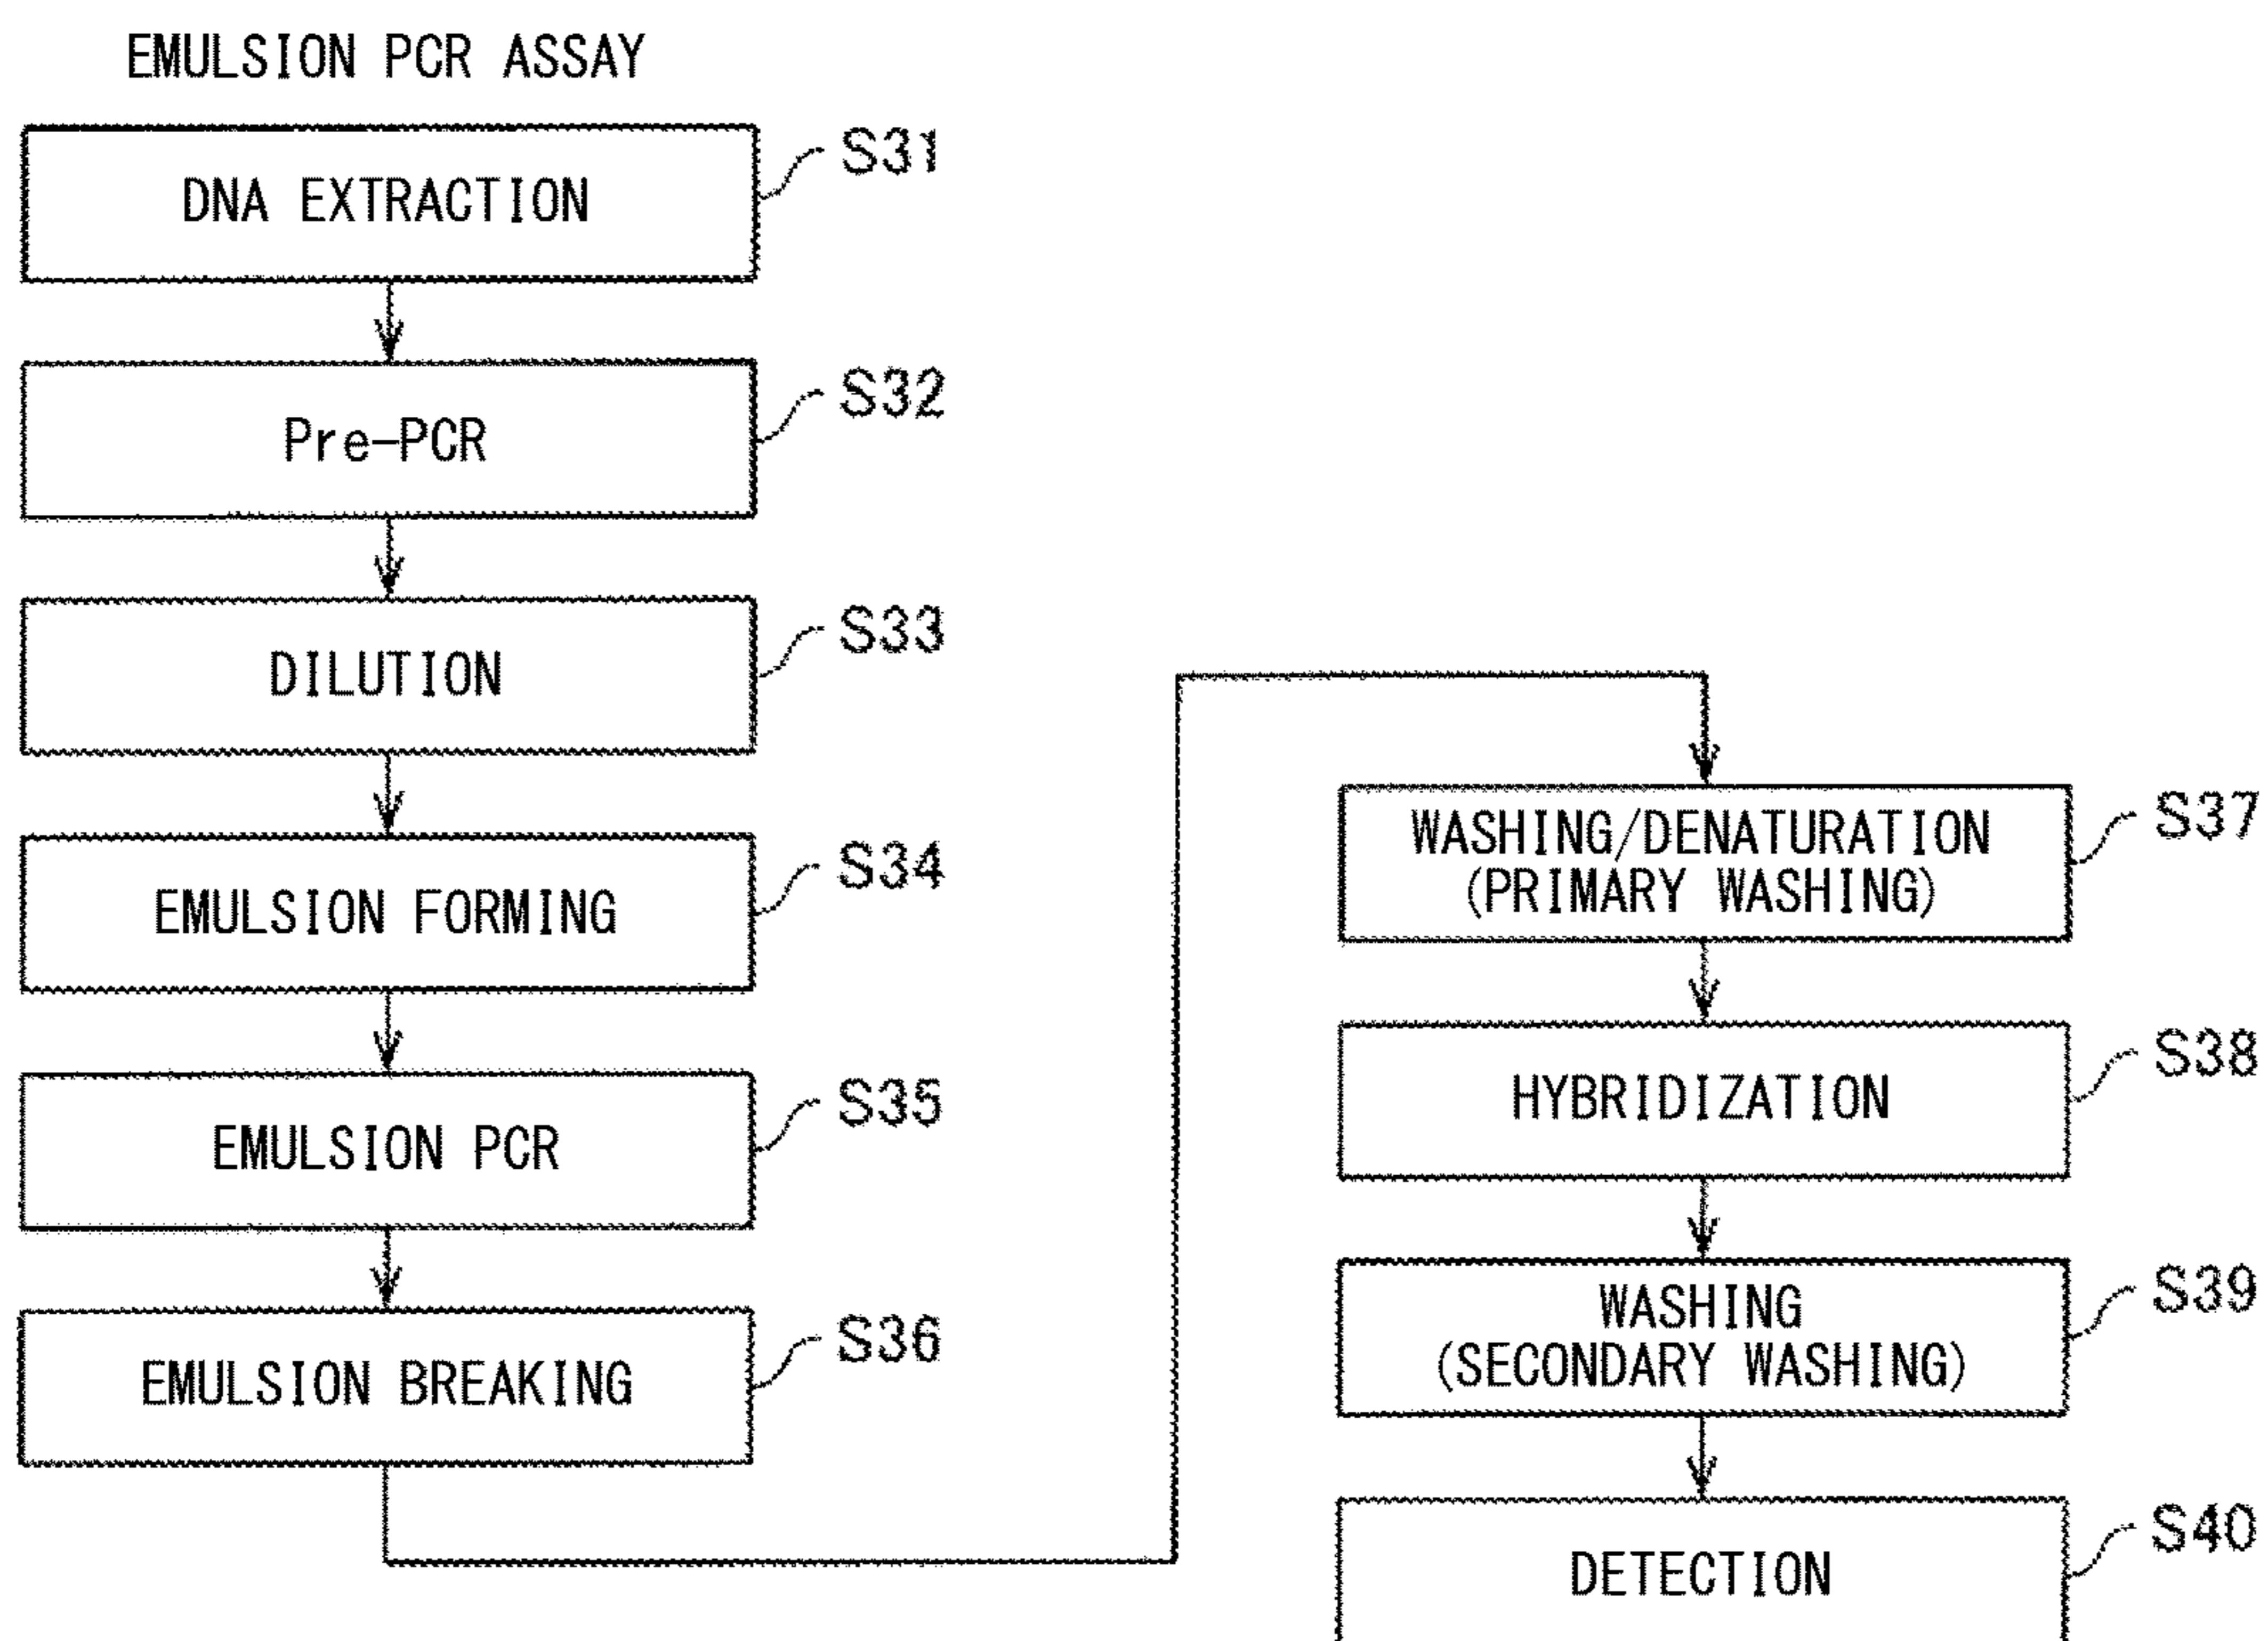 EMULSION PCR ASSAY
DNA EXTRACTION
S31
Pre-PCR
S32
DILUTION
S33
EMULSION FORMING
S34
EMULSION PCR
S35
EMULSION BREAKING
S36
WASHING/DENATURATION
(PRIMARY WASHING)
S37
HYBRIDIZATION
S38
WASHING
(SECONDARY WASHING)
S39
DETECTION
S40